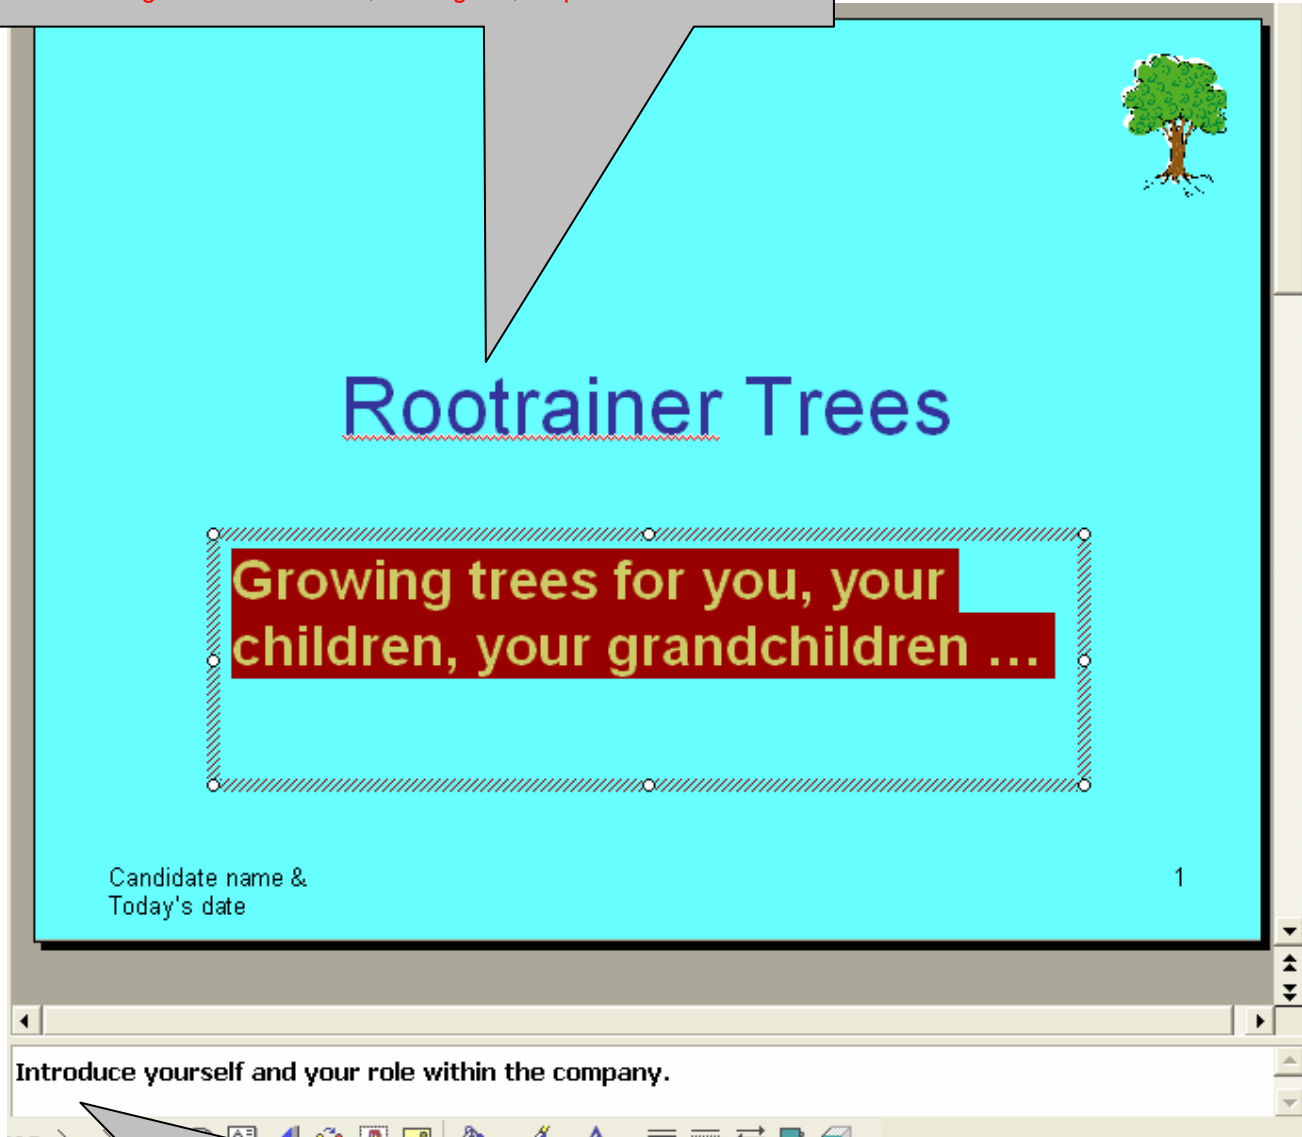 Rootrainer Trees
Growing trees for you, your
children, your grandchildren ...
Candidate name &
Today's date
1
Introduce yourself and your role within the company.